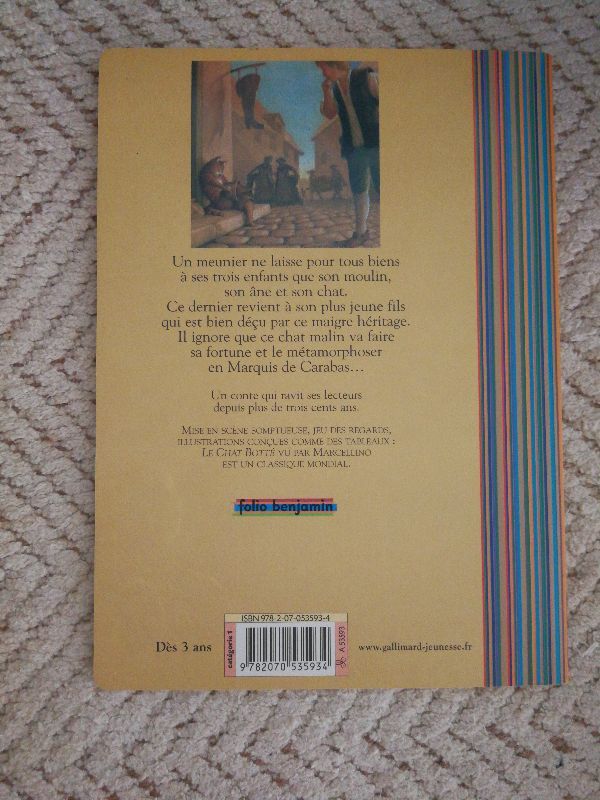 Un meunier ne laisse pour tous biens
à ses trois enfants que son moulin,
son âne et son chat.
Ce dernier revient à son plus jeune fils
qui est bien déçu par ce maigre héritage.
Il ignore que ce chat malin va faire
sa fortune et le métamorphoser
en Marquis de Carabas...
Un conte qui ravit ses lecteurs
depuis plus de trois cents ans.
MISE EN SCÈNE SOMPTUEUSE, JEU DES REGARDS,
ILLUSTRATIONS CONÇUES COMME DES TABLEAUX :
LE CHAT BOTTÉ VU PAR MARCELLINO
EST UN CLASSIQUE MONDIAL.
folio benjamin
Dès 3 ans
catégorie 1
ISBN 978 2-07-053593-4
9 782070 535934
A 53593
www.gallimard-jeunesse.fr